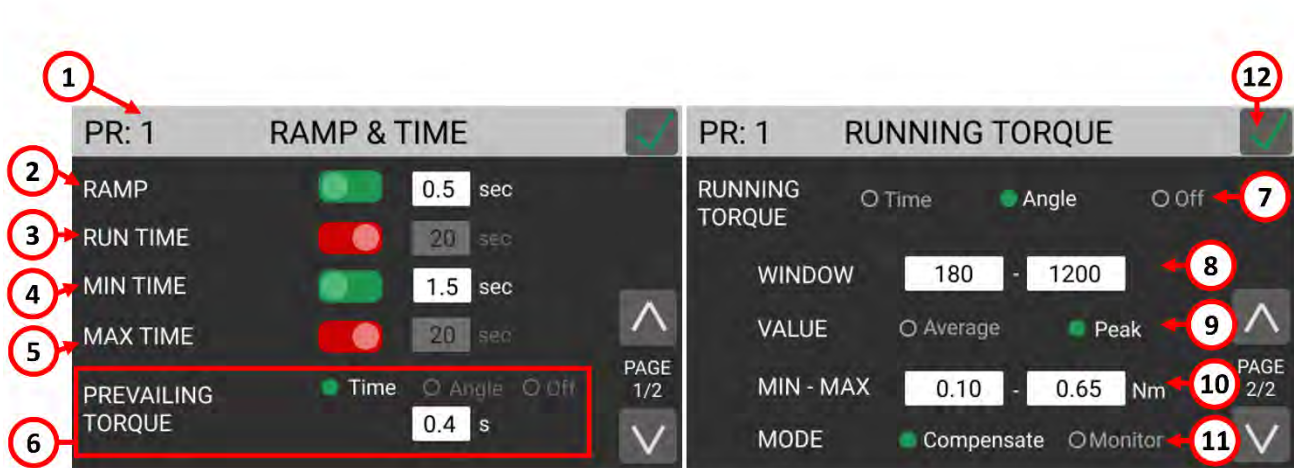 1
12
PR: 1 RAMP & TIME
PR: 1 RUNNING TORQUE
2
RAMP 0.5 sec
3
RUN TIME 20 sec
4
MIN TIME 1.5 sec
5
MAX TIME 20 sec
PAGE
1/2
6
PREVAILING
TORQUE
Time Angle Off
0.4 s
RUNNING
TORQUE
Time Angle Off
7
WINDOW 180 - 1200
8
VALUE Average Peak
9
MIN - MAX 0.10 - 0.65 Nm
10
PAGE
2/2
MODE Compensate Monitor
11